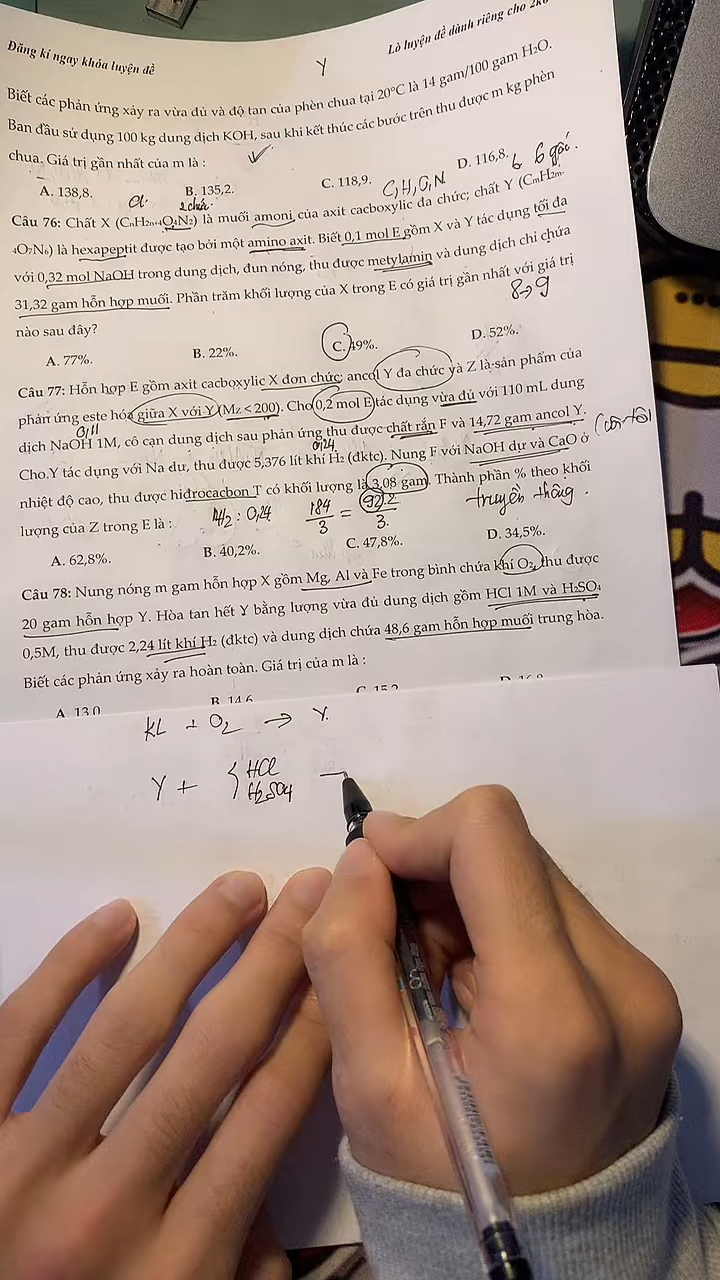 Đăng kí ngay khóa luyện đề
Lò luyện đề dành riêng cho 2k6
Y
Biết các phản ứng xảy ra vừa đủ và độ tan của phèn chua tại 20°C là 14 gam/100 gam H₂O.
Ban đầu sử dụng 100 kg dung dịch KOH, sau khi kết thúc các bước trên thu được m kg phèn
chua. Giá trị gần nhất của m là :
A. 138,8. B. 135,2. C. 118,9. D. 116,8.
2 chức C, H, O, N 6 gốc.
Câu 76: Chất X (CₙH₂ₙ₊₄O₄N₂) là muối amoni của axit cacboxylic đa chức; chất Y (CₘH₂ₘ₋
₄O₇N₆) là hexapeptit được tạo bởi một amino axit. Biết 0,1 mol E gồm X và Y tác dụng tối đa
với 0,32 mol NaOH trong dung dịch, đun nóng, thu được metylamin và dung dịch chỉ chứa
31,32 gam hỗn hợp muối. Phần trăm khối lượng của X trong E có giá trị gần nhất với giá trị
nào sau đây?
8→9
A. 77%. B. 22%. C. 49%. D. 52%.
Câu 77: Hỗn hợp E gồm axit cacboxylic X đơn chức; ancol Y đa chức và Z là sản phẩm của
phản ứng este hóa giữa X với Y (Mz < 200). Cho 0,2 mol E tác dụng vừa đủ với 110 mL dung
0,11
dịch NaOH 1M, cô cạn dung dịch sau phản ứng thu được chất rắn F và 14,72 gam ancol Y.
0,24
Cho Y tác dụng với Na dư, thu được 5,376 lít khí H₂ (đktc). Nung F với NaOH dư và CaO ở
nhiệt độ cao, thu được hiđrocacbon T có khối lượng là 3,08 gam. Thành phần % theo khối
lượng của Z trong E là :
nH₂ : 0,24 184/3 = 92.2/3. truyền thống.
A. 62,8%. B. 40,2%. C. 47,8%. D. 34,5%.
Câu 78: Nung nóng m gam hỗn hợp X gồm Mg, Al và Fe trong bình chứa khí O₂, thu được
20 gam hỗn hợp Y. Hòa tan hết Y bằng lượng vừa đủ dung dịch gồm HCl 1M và H₂SO₄
0,5M, thu được 2,24 lít khí H₂ (đktc) và dung dịch chứa 48,6 gam hỗn hợp muối trung hòa.
Biết các phản ứng xảy ra hoàn toàn. Giá trị của m là :
A. 13,0 B. 14,6 C. 15,2
KL + O₂ → Y.
Y + { HCl
H₂SO₄ —